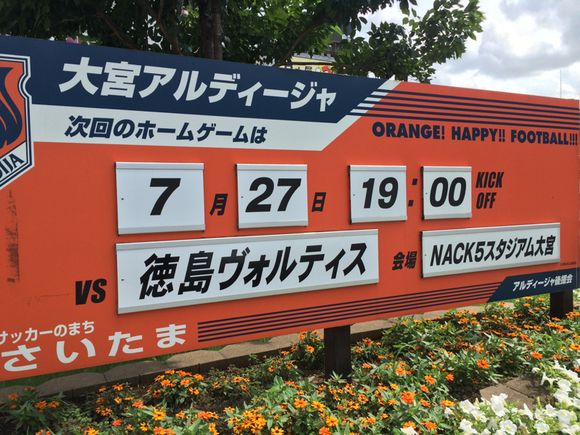 大宮アルディージャ
次回のホームゲームは
ORANGE! HAPPY!! FOOTBALL!!!
7月27日 19:00 KICK OFF
VS 徳島ヴォルティス 会場 NACK5スタジアム大宮
アルディージャ後援会
サッカーのまち
さいたま